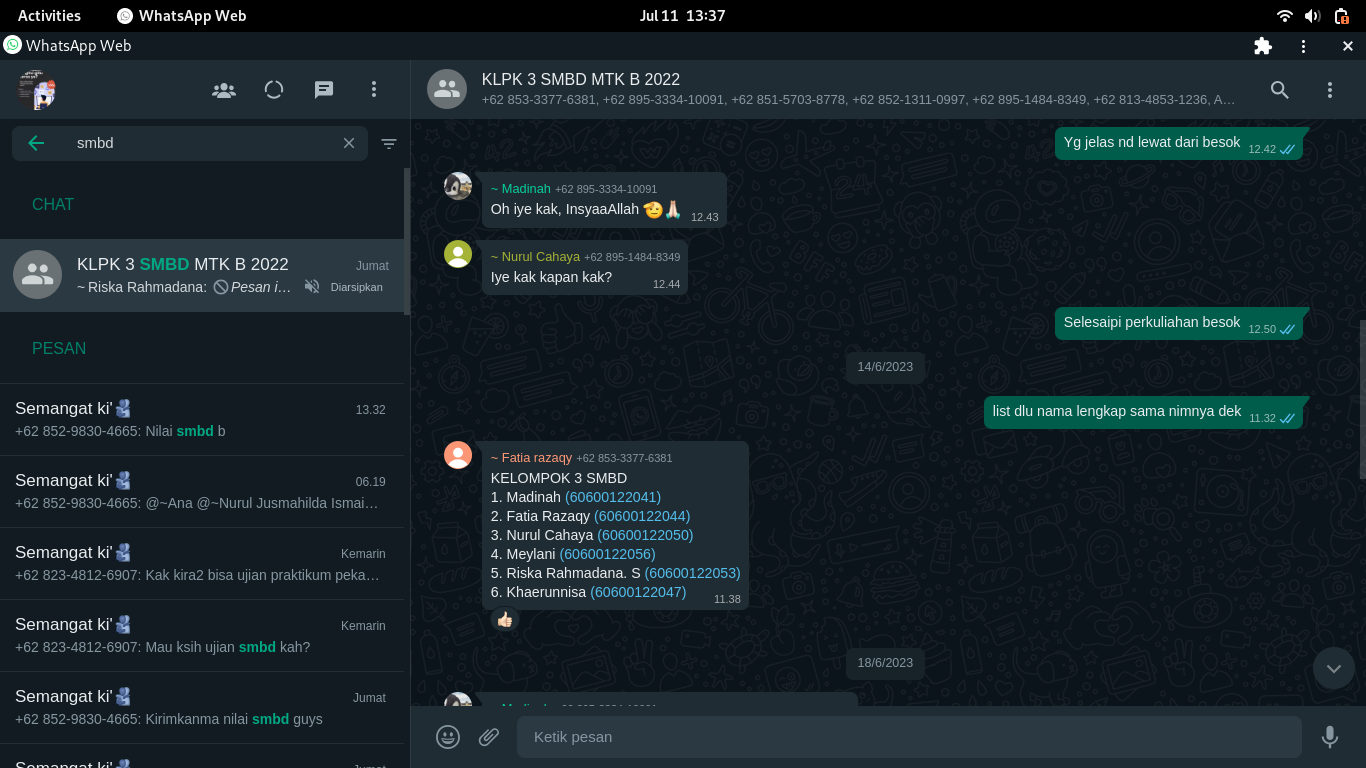 Activities
WhatsApp Web
Jul 11 13:37
WhatsApp Web
smbd
CHAT
KLPK 3 SMBD MTK B 2022
Jumat
~ Riska Rahmadana: Pesan i…
Diarsipkan
PESAN
Semangat ki'
13.32
+62 852-9830-4665: Nilai smbd b
Semangat ki'
06.19
+62 852-9830-4665: @~Ana @~Nurul Jusmahilda Ismai…
Semangat ki'
Kemarin
+62 823-4812-6907: Kak kira2 bisa ujian praktikum peka…
Semangat ki'
Kemarin
+62 823-4812-6907: Mau ksih ujian smbd kah?
Semangat ki'
Jumat
+62 852-9830-4665: Kirimkanma nilai smbd guys
Semangat ki'
Jumat
KLPK 3 SMBD MTK B 2022
+62 853-3377-6381, +62 895-3334-10091, +62 851-5703-8778, +62 852-1311-0997, +62 895-1484-8349, +62 813-4853-1236, A…
Yg jelas nd lewat dari besok
12.42
~ Madinah +62 895-3334-10091
Oh iye kak, InsyaaAllah 🫡🙏🏻
12.43
~ Nurul Cahaya +62 895-1484-8349
Iye kak kapan kak?
12.44
Selesaipi perkuliahan besok
12.50
14/6/2023
list dlu nama lengkap sama nimnya dek
11.32
~ Fatia razaqy +62 853-3377-6381
KELOMPOK 3 SMBD
1. Madinah (60600122041)
2. Fatia Razaqy (60600122044)
3. Nurul Cahaya (60600122050)
4. Meylani (60600122056)
5. Riska Rahmadana. S (60600122053)
6. Khaerunnisa (60600122047)
11.38
18/6/2023
~ Madinah +62 895-3334-10091
Ketik pesan